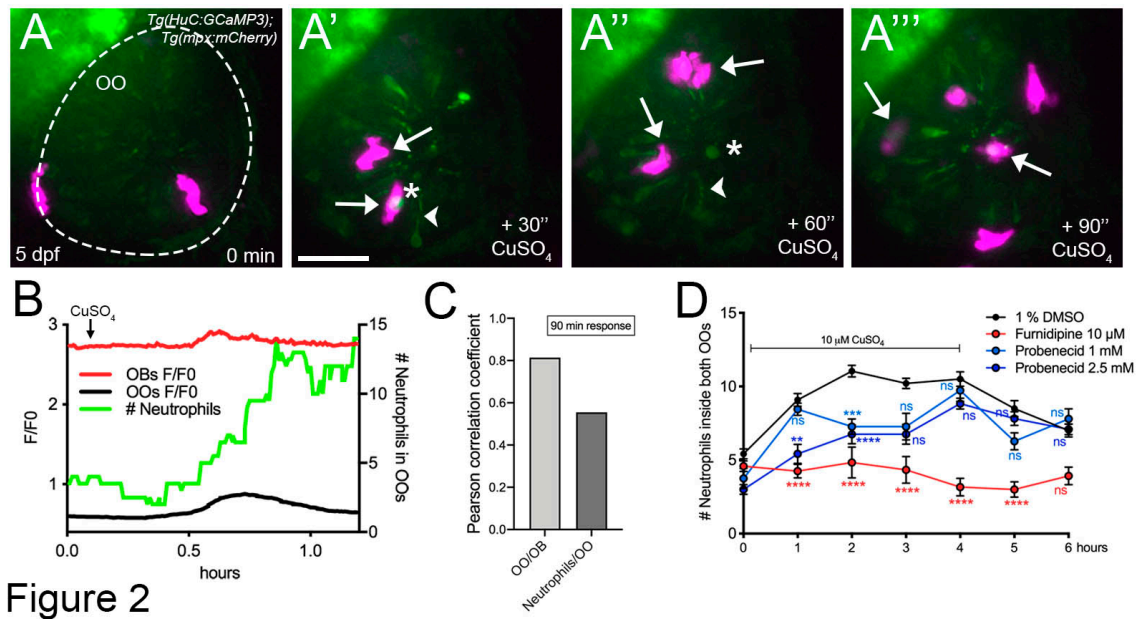 A
Tg(HuC:GCaMP3);
Tg(mpx:mCherry)
OO
5 dpf
0 min
A'
*
+ 30''
CuSO4
A''
*
+ 60''
CuSO4
A'''
+ 90''
CuSO4
B
CuSO4
3
2
1
0.0
0.5
1.0
15
10
5
0
F/F0
# Neutrophils in OOs
hours
OBs F/F0
OOs F/F0
# Neutrophils
C
Pearson correlation coefficient
1.0
0.8
0.6
0.4
0.2
0.0
90 min response
OO/OB
Neutrophils/OO
D
# Neutrophils inside both OOs
15
10
5
0
10 µM CuSO4
1 % DMSO
Furnidipine 10 µM
Probenecid 1 mM
Probenecid 2.5 mM
ns
***
ns
ns
ns
ns
**
****
ns
ns
ns
****
****
****
****
****
ns
0
1
2
3
4
5
6 hours
Figure 2